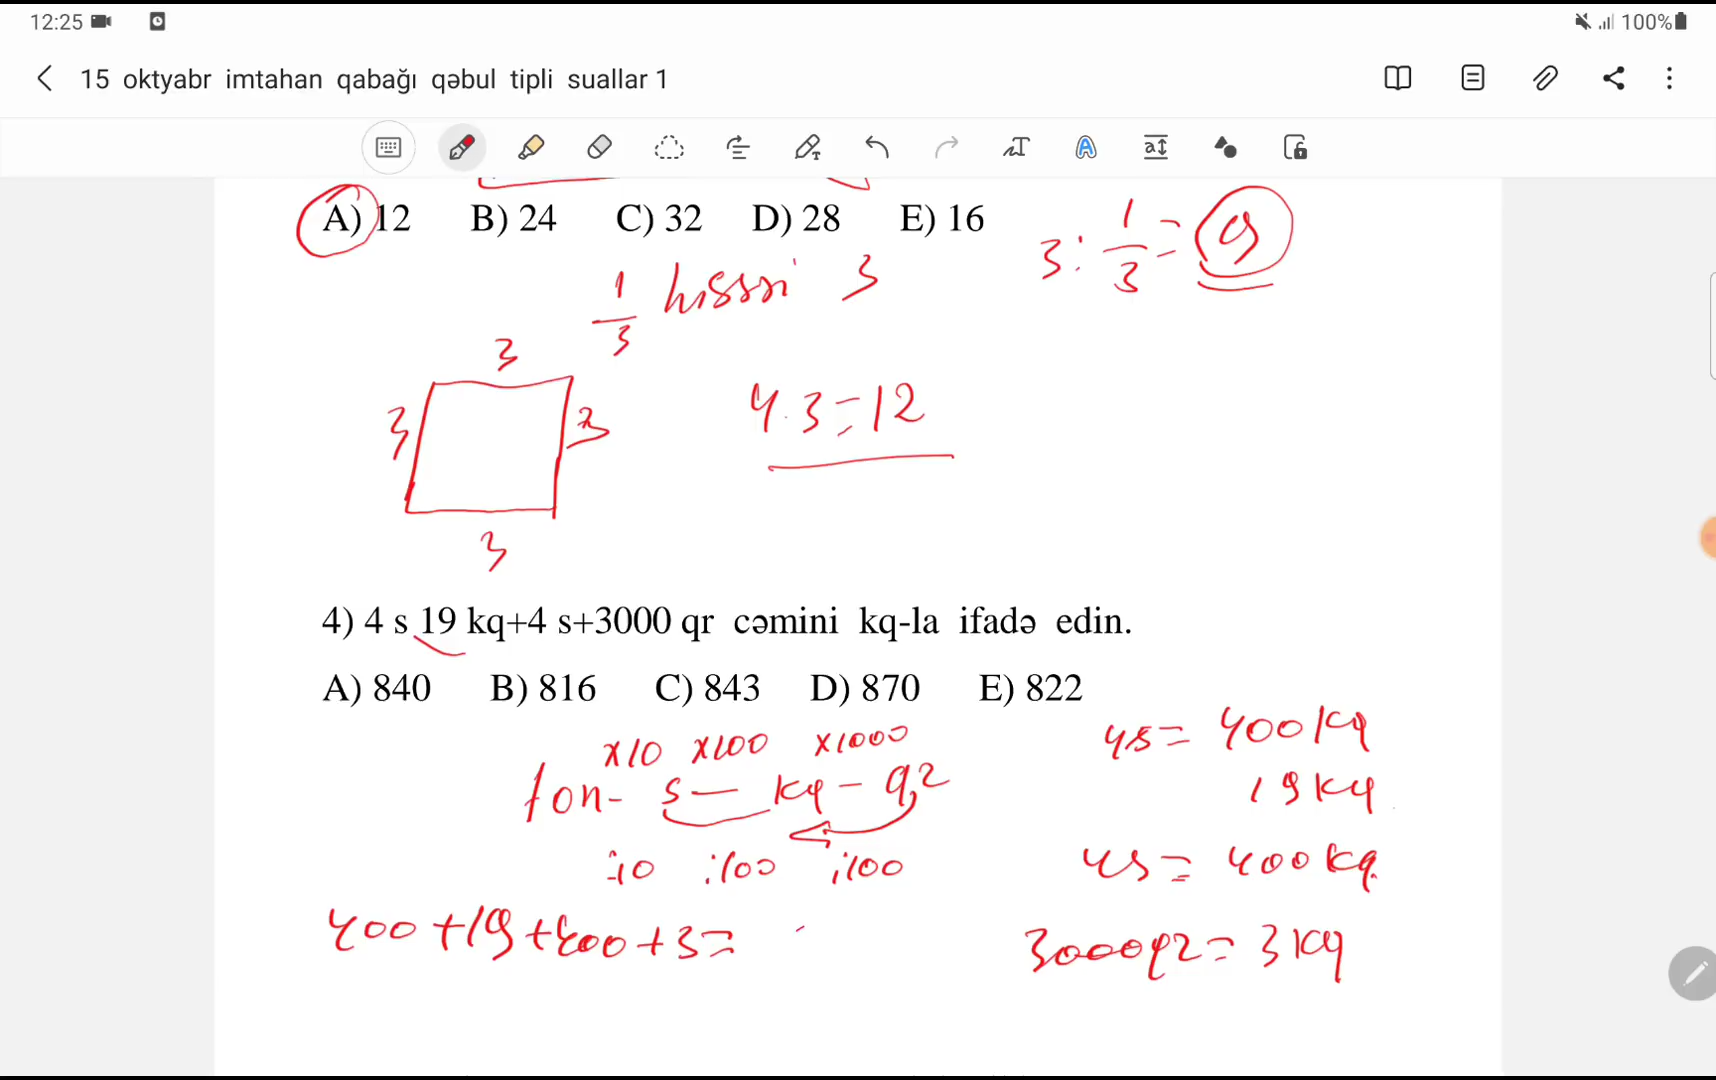 12:25 100%
15 oktyabr imtahan qabağı qəbul tipli suallar 1
A) 12 B) 24 C) 32 D) 28 E) 16
3 : 1/3 = 9
1/3 hissəsi 3
3
3 3
4 . 3 = 12
3
4) 4 s 19 kq+4 s+3000 qr cəmini kq-la ifadə edin.
A) 840 B) 816 C) 843 D) 870 E) 822
x10 x100 x1000
4s = 400 kq
ton - s — kq - qr
19 kq
:10 :100 :100
4s = 400 kq
400 + 19 + 400 + 3 =
3000 qr = 3 kq